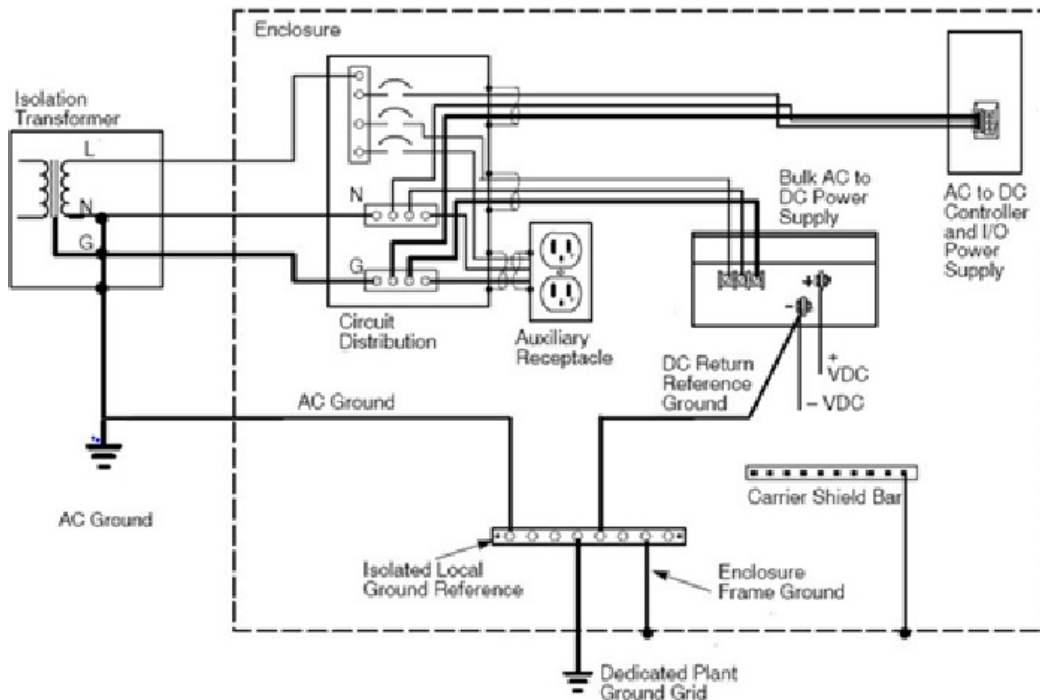 Enclosure
Isolation
Transformer
L
N
G
N
G
Circuit
Distribution
Auxiliary
Receptacle
Bulk AC to
DC Power
Supply
AC to DC
Controller
and I/O
Power
Supply
+
-
DC Return
Reference
Ground
+
VDC
– VDC
AC Ground
AC Ground
Carrier Shield Bar
Isolated Local
Ground Reference
Enclosure
Frame Ground
Dedicated Plant
Ground Grid